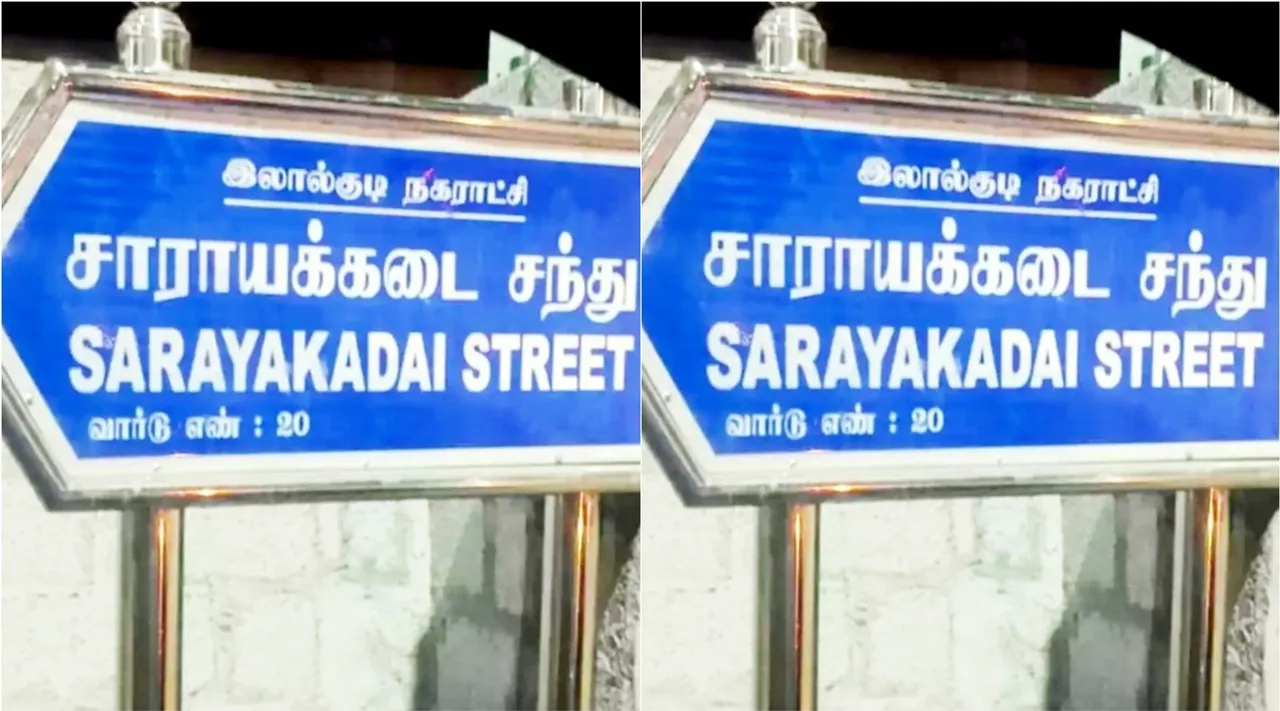 இலால்குடி நகராட்சி
சாராயக்கடை சந்து
SARAYAKADAI STREET
வார்டு எண் : 20
இலால்குடி நகராட்சி
சாராயக்கடை சந்து
SARAYAKADAI STREET
வார்டு எண் : 20